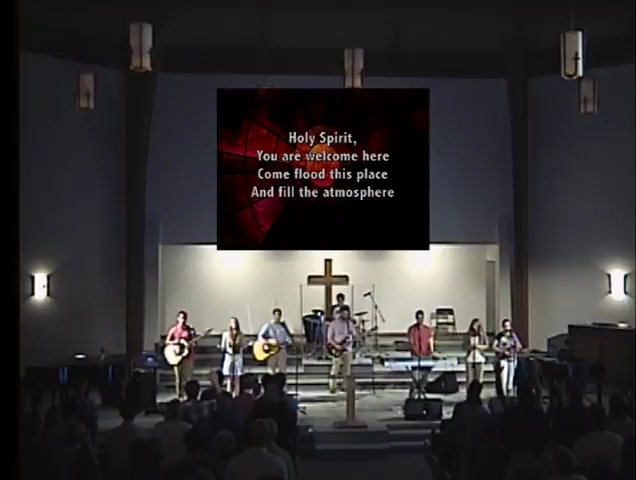 Holy Spirit,
You are welcome here
Come flood this place
And fill the atmosphere